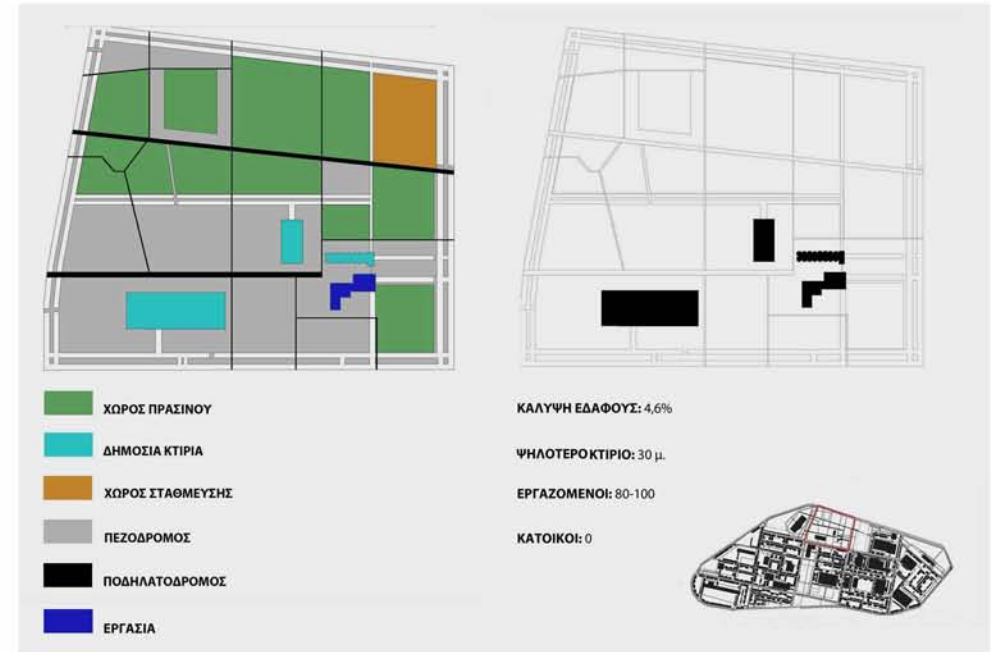 ΧΩΡΟΣ ΠΡΑΣΙΝΟΥ
ΔΗΜΟΣΙΑ ΚΤΙΡΙΑ
ΧΩΡΟΣ ΣΤΑΘΜΕΥΣΗΣ
ΠΕΖΟΔΡΟΜΟΣ
ΠΟΔΗΛΑΤΟΔΡΟΜΟΣ
ΕΡΓΑΣΙΑ
ΚΑΛΥΨΗ ΕΔΑΦΟΥΣ: 4,6%
ΨΗΛΟΤΕΡΟ ΚΤΙΡΙΟ: 30 μ.
ΕΡΓΑΖΟΜΕΝΟΙ: 80-100
ΚΑΤΟΙΚΟΙ: 0